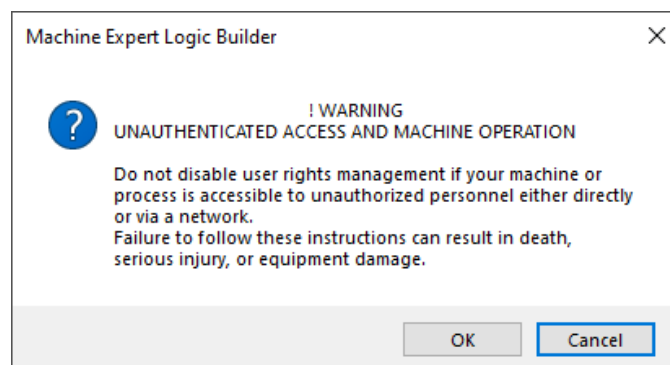 Machine Expert Logic Builder
! WARNING
UNAUTHENTICATED ACCESS AND MACHINE OPERATION
Do not disable user rights management if your machine or
process is accessible to unauthorized personnel either directly
or via a network.
Failure to follow these instructions can result in death,
serious injury, or equipment damage.
OK
Cancel